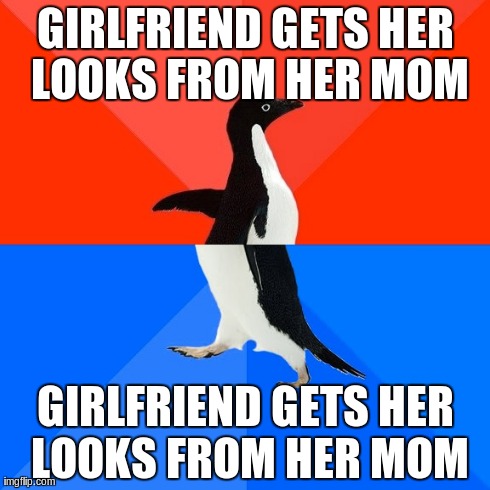 GIRLFRIEND GETS HER
LOOKS FROM HER MOM
GIRLFRIEND GETS HER
LOOKS FROM HER MOM
imgflip.com